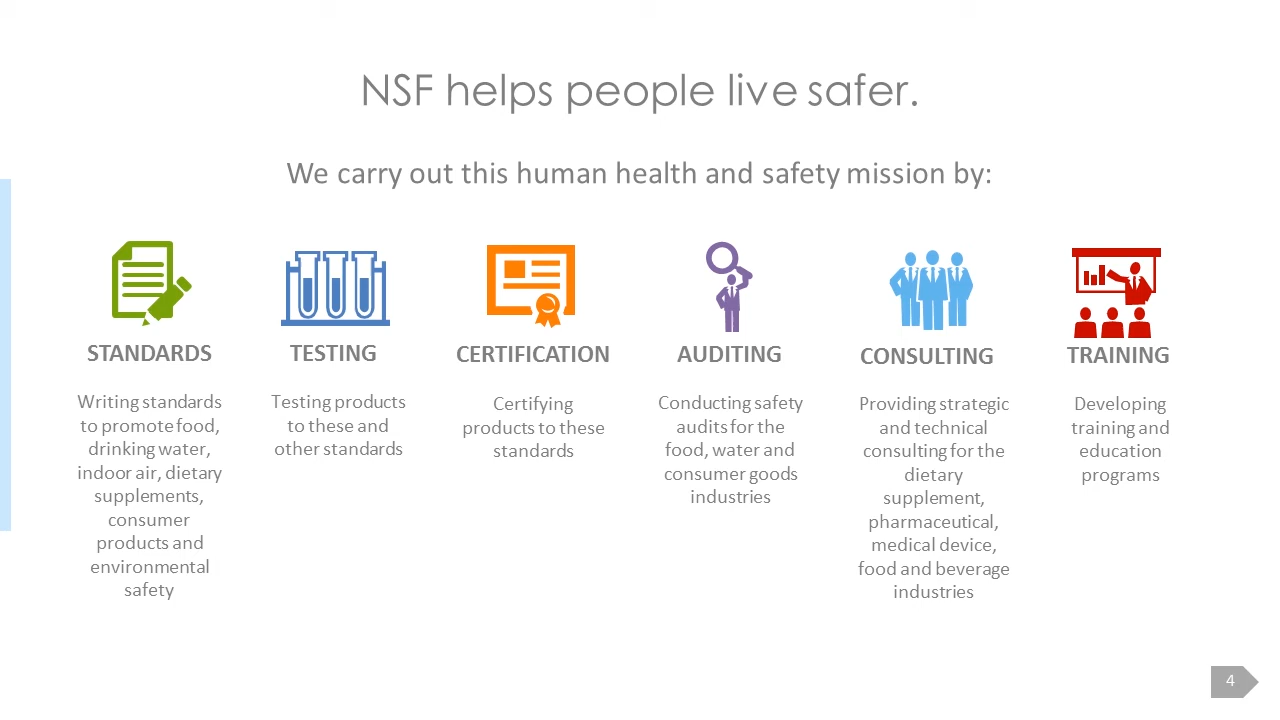 NSF helps people live safer.
We carry out this human health and safety mission by:
STANDARDS
Writing standards
to promote food,
drinking water,
indoor air, dietary
supplements,
consumer
products and
environmental
safety
TESTING
Testing products
to these and
other standards
CERTIFICATION
Certifying
products to these
standards
AUDITING
Conducting safety
audits for the
food, water and
consumer goods
industries
CONSULTING
Providing strategic
and technical
consulting for the
dietary
supplement,
pharmaceutical,
medical device,
food and beverage
industries
TRAINING
Developing
training and
education
programs
4